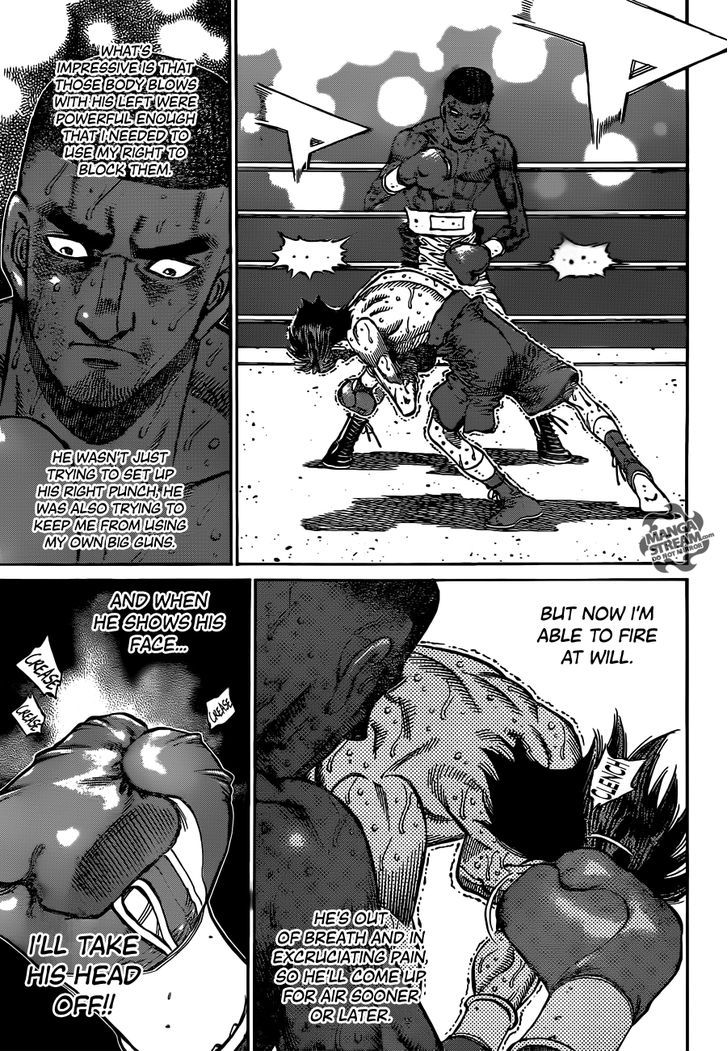 ...
...
WHAT'S
IMPRESSIVE IS THAT
THOSE BODY BLOWS
WITH HIS LEFT WERE
POWERFUL ENOUGH
THAT I NEEDED TO
USE MY RIGHT TO
BLOCK THEM.
HE WASN'T JUST
TRYING TO SET UP
HIS RIGHT PUNCH, HE
WAS ALSO TRYING TO
KEEP ME FROM USING
MY OWN BIG GUNS.
MANGA
STREAM.com
DO NOT MIRROR
BUT NOW I'M
ABLE TO FIRE
AT WILL.
CLENCH
HE'S OUT
OF BREATH AND IN
EXCRUCIATING PAIN,
SO HE'LL COME UP
FOR AIR SOONER
OR LATER.
AND WHEN
HE SHOWS HIS
FACE...
CREASE
CREASE
CREASE
I'LL TAKE
HIS HEAD
OFF!!